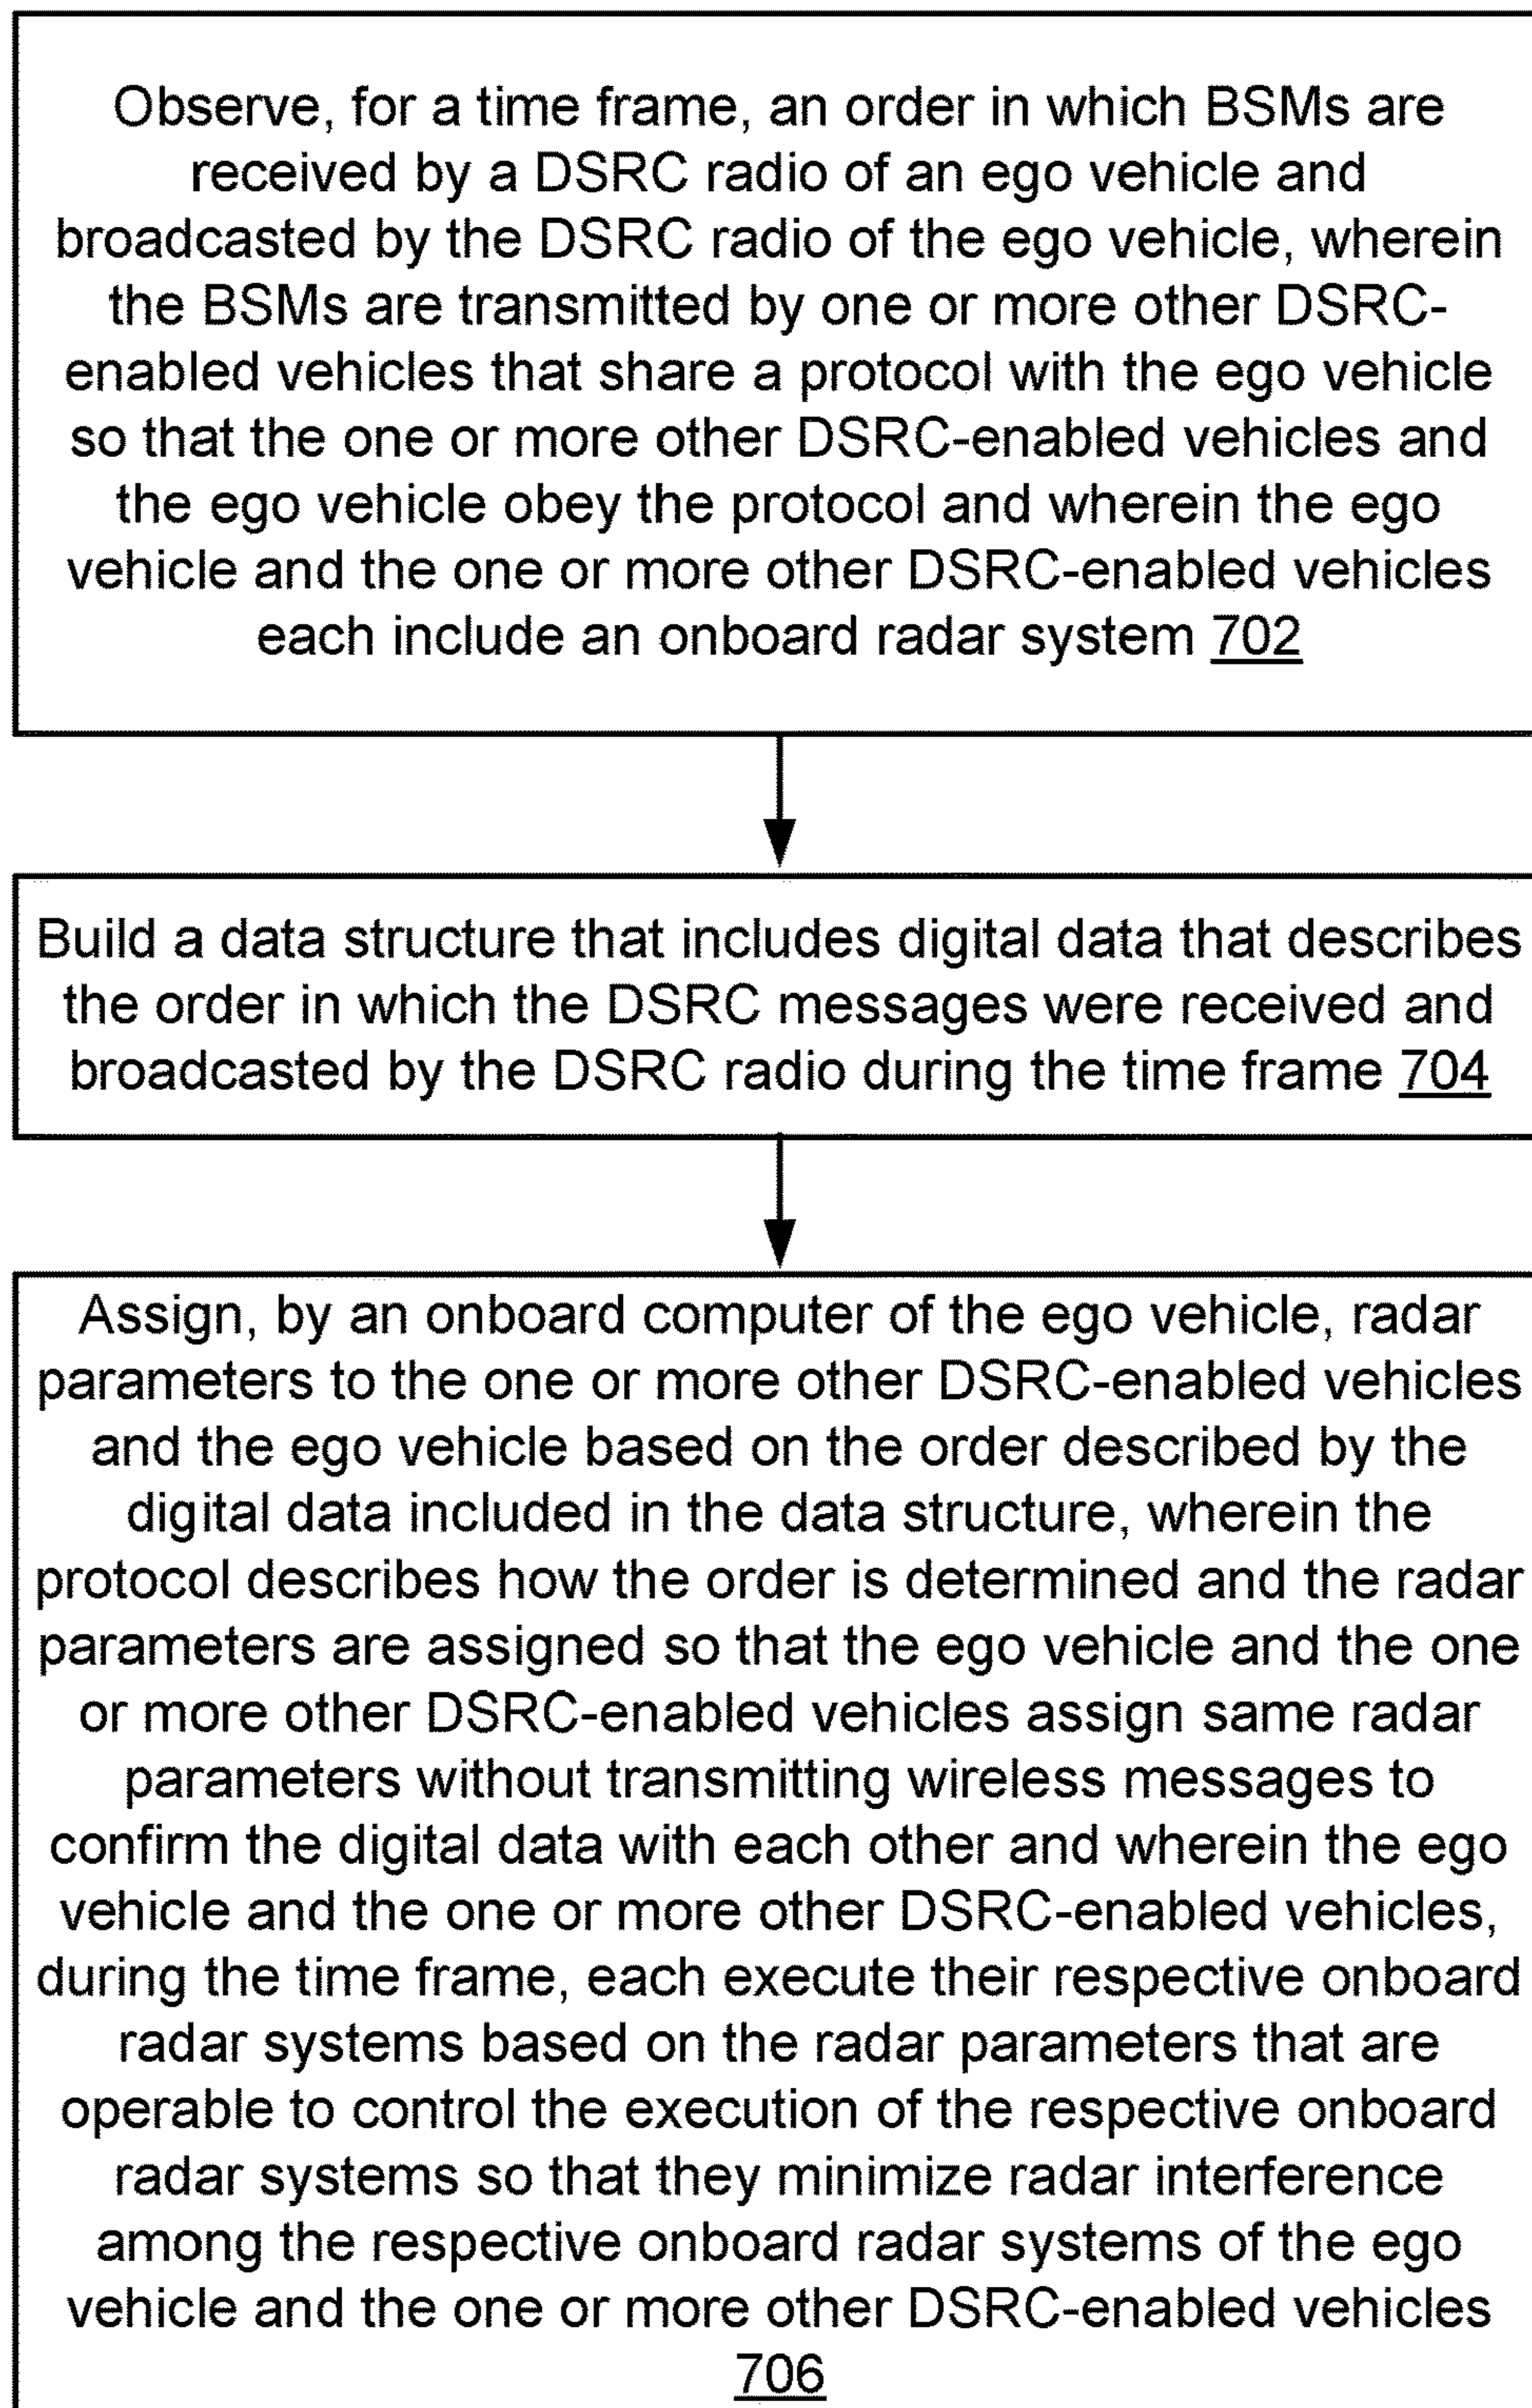 Observe, for a time frame, an order in which BSMs are
received by a DSRC radio of an ego vehicle and
broadcasted by the DSRC radio of the ego vehicle, wherein
the BSMs are transmitted by one or more other DSRC-
enabled vehicles that share a protocol with the ego vehicle
so that the one or more other DSRC-enabled vehicles and
the ego vehicle obey the protocol and wherein the ego
vehicle and the one or more other DSRC-enabled vehicles
each include an onboard radar system 702
Build a data structure that includes digital data that describes
the order in which the DSRC messages were received and
broadcasted by the DSRC radio during the time frame 704
Assign, by an onboard computer of the ego vehicle, radar
parameters to the one or more other DSRC-enabled vehicles
and the ego vehicle based on the order described by the
digital data included in the data structure, wherein the
protocol describes how the order is determined and the radar
parameters are assigned so that the ego vehicle and the one
or more other DSRC-enabled vehicles assign same radar
parameters without transmitting wireless messages to
confirm the digital data with each other and wherein the ego
vehicle and the one or more other DSRC-enabled vehicles,
during the time frame, each execute their respective onboard
radar systems based on the radar parameters that are
operable to control the execution of the respective onboard
radar systems so that they minimize radar interference
among the respective onboard radar systems of the ego
vehicle and the one or more other DSRC-enabled vehicles
706